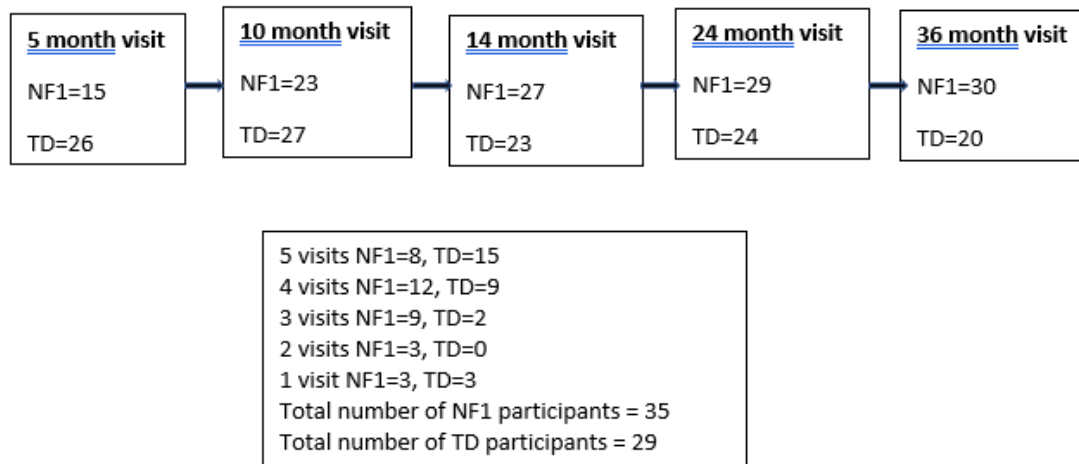 5 month visit
NF1=15
TD=26
10 month visit
NF1=23
TD=27
14 month visit
NF1=27
TD=23
24 month visit
NF1=29
TD=24
36 month visit
NF1=30
TD=20
5 visits NF1=8, TD=15
4 visits NF1=12, TD=9
3 visits NF1=9, TD=2
2 visits NF1=3, TD=0
1 visit NF1=3, TD=3
Total number of NF1 participants = 35
Total number of TD participants = 29